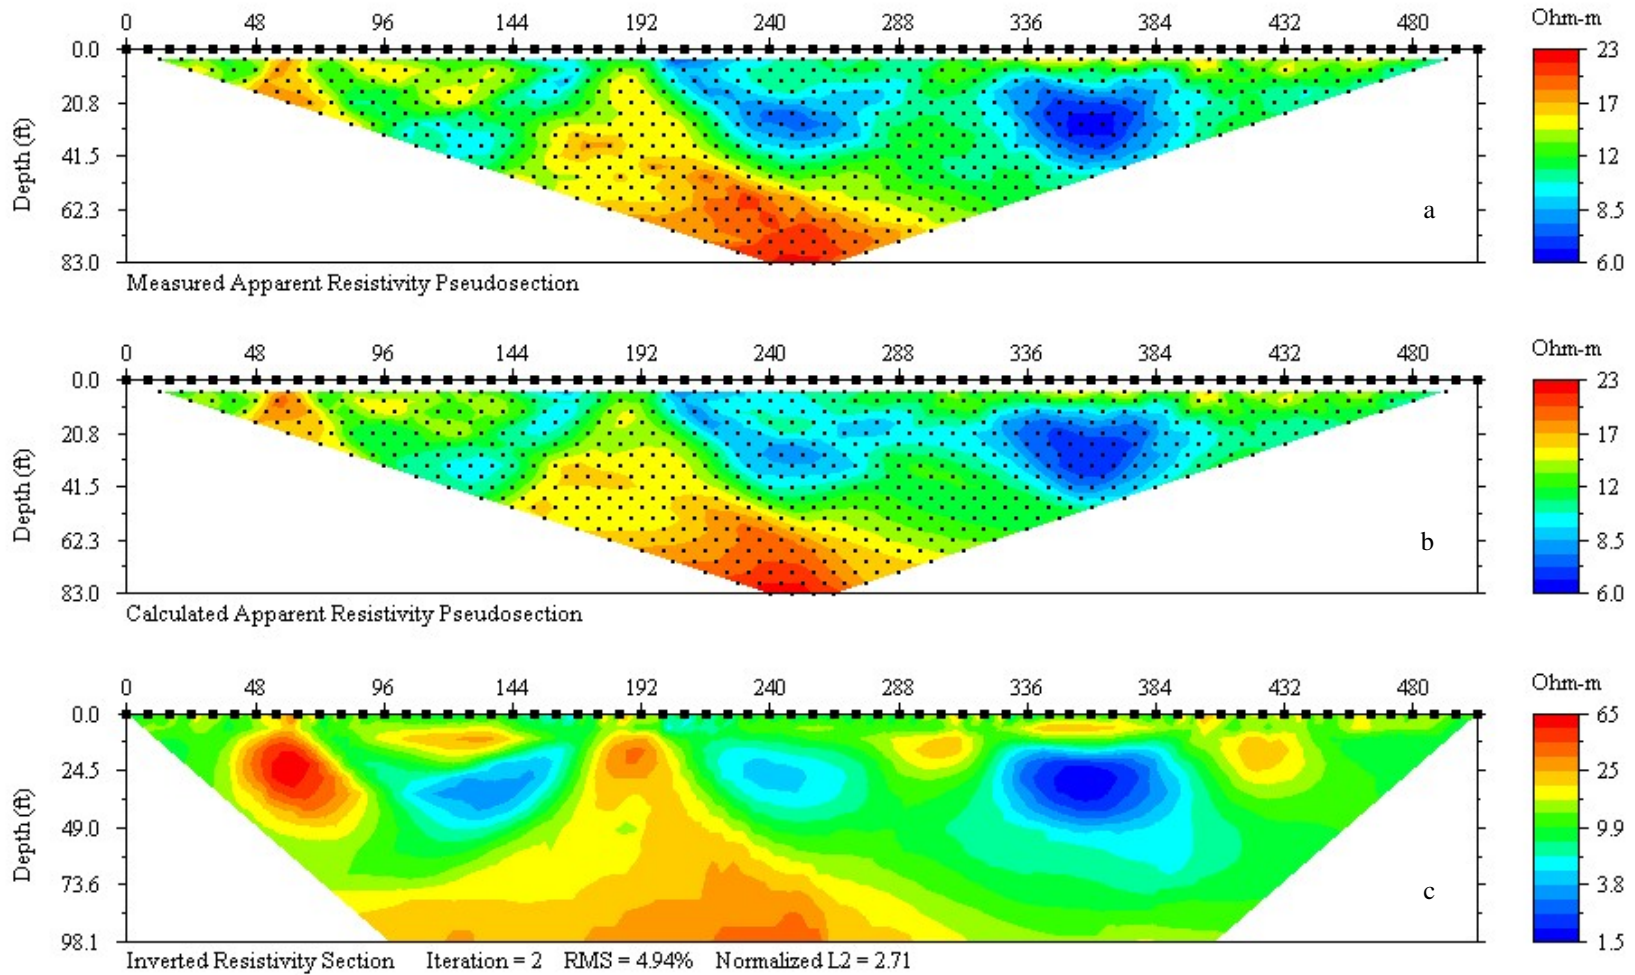 0 48 96 144 192 240 288 336 384 432 480 Ohm-m
0.0 23
20.8 17
41.5 12
62.3 8.5
83.0 6.0
Depth (ft)
a
Measured Apparent Resistivity Pseudosection
0 48 96 144 192 240 288 336 384 432 480 Ohm-m
0.0 23
20.8 17
41.5 12
62.3 8.5
83.0 6.0
Depth (ft)
b
Calculated Apparent Resistivity Pseudosection
0 48 96 144 192 240 288 336 384 432 480 Ohm-m
0.0 65
24.5 25
49.0 9.9
73.6 3.8
98.1 1.5
Depth (ft)
c
Inverted Resistivity Section Iteration = 2 RMS = 4.94% Normalized L2 = 2.71